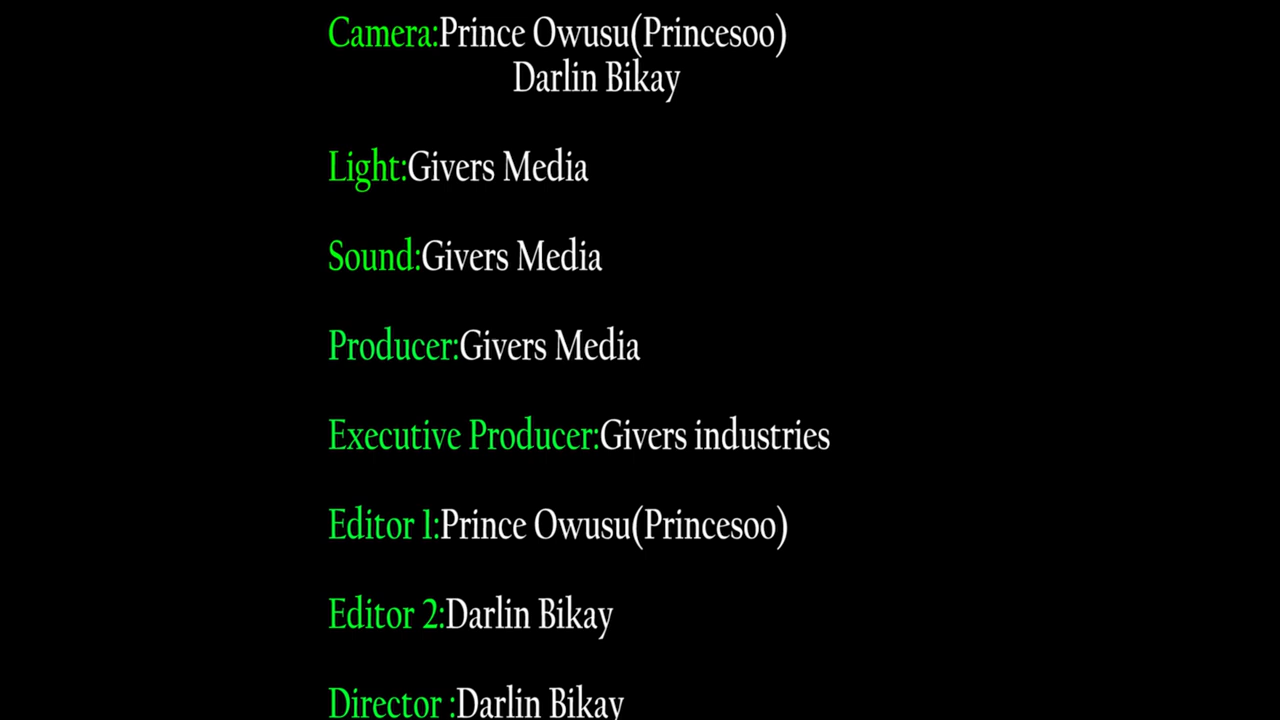 Camera:Prince Owusu(Princesoo)
Darlin Bikay
Light:Givers Media
Sound:Givers Media
Producer:Givers Media
Executive Producer:Givers industries
Editor 1:Prince Owusu(Princesoo)
Editor 2:Darlin Bikay
Director :Darlin Bikay